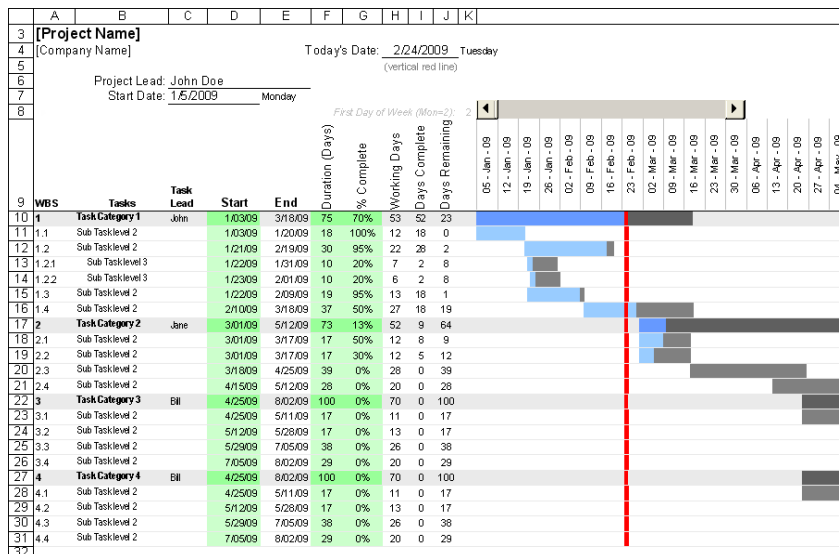 A B C D E F G H I J K
3 [Project Name]
4 [Company Name] Today's Date: 2/24/2009 Tuesday
5 (vertical red line)
6 Project Lead: John Doe
7 Start Date: 1/5/2009 Monday
8 First Day of Week (Mon=2): 2
9 WBS Tasks Task Lead Start End Duration (Days) % Complete Working Days Days Complete Days Remaining 05 - Jan - 09 12 - Jan - 09 19 - Jan - 09 26 - Jan - 09 02 - Feb - 09 09 - Feb - 09 16 - Feb - 09 23 - Feb - 09 02 - Mar - 09 09 - Mar - 09 16 - Mar - 09 23 - Mar - 09 30 - Mar - 09 06 - Apr - 09 13 - Apr - 09 20 - Apr - 09 27 - Apr - 09 04 - May - 09
10 1 Task Category 1 John 1/03/09 3/18/09 75 70% 53 52 23
11 1.1 Sub Task level 2 1/03/09 1/20/09 18 100% 12 18 0
12 1.2 Sub Task level 2 1/21/09 2/19/09 30 95% 22 28 2
13 1.2.1 Sub Task level 3 1/22/09 1/31/09 10 20% 7 2 8
14 1.2.2 Sub Task level 3 1/23/09 2/01/09 10 20% 6 2 8
15 1.3 Sub Task level 2 1/22/09 2/09/09 19 95% 13 18 1
16 1.4 Sub Task level 2 2/10/09 3/18/09 37 50% 27 18 19
17 2 Task Category 2 Jane 3/01/09 5/12/09 73 13% 52 9 64
18 2.1 Sub Task level 2 3/01/09 3/17/09 17 50% 12 8 9
19 2.2 Sub Task level 2 3/01/09 3/17/09 17 30% 12 5 12
20 2.3 Sub Task level 2 3/18/09 4/25/09 39 0% 28 0 39
21 2.4 Sub Task level 2 4/15/09 5/12/09 28 0% 20 0 28
22 3 Task Category 3 Bill 4/25/09 8/02/09 100 0% 70 0 100
23 3.1 Sub Task level 2 4/25/09 5/11/09 17 0% 11 0 17
24 3.2 Sub Task level 2 5/12/09 5/28/09 17 0% 13 0 17
25 3.3 Sub Task level 2 5/29/09 7/05/09 38 0% 26 0 38
26 3.4 Sub Task level 2 7/05/09 8/02/09 29 0% 20 0 29
27 4 Task Category 4 Bill 4/25/09 8/02/09 100 0% 70 0 100
28 4.1 Sub Task level 2 4/25/09 5/11/09 17 0% 11 0 17
29 4.2 Sub Task level 2 5/12/09 5/28/09 17 0% 13 0 17
30 4.3 Sub Task level 2 5/29/09 7/05/09 38 0% 26 0 38
31 4.4 Sub Task level 2 7/05/09 8/02/09 29 0% 20 0 29
32